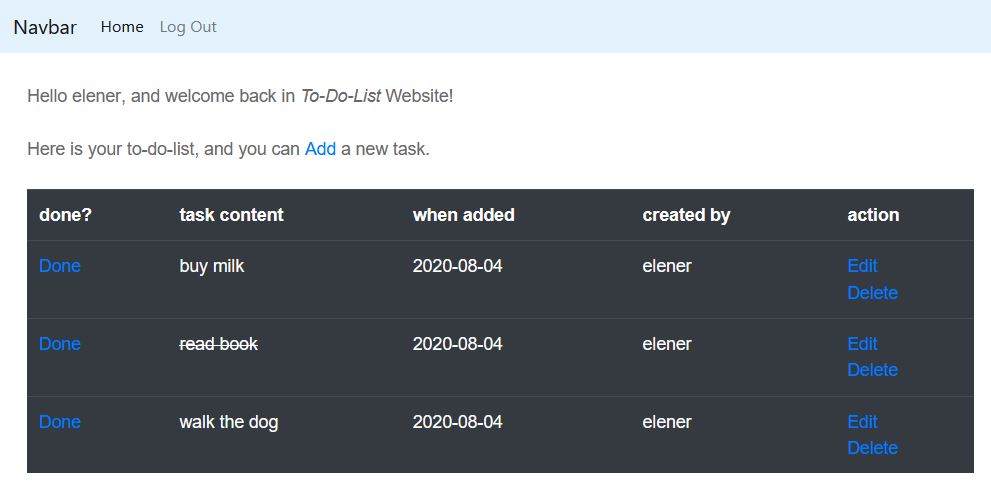 Navbar Home Log Out
Hello elener, and welcome back in To-Do-List Website!
Here is your to-do-list, and you can Add a new task.
done? task content when added created by action
Done buy milk 2020-08-04 elener Edit
Delete
Done read book 2020-08-04 elener Edit
Delete
Done walk the dog 2020-08-04 elener Edit
Delete